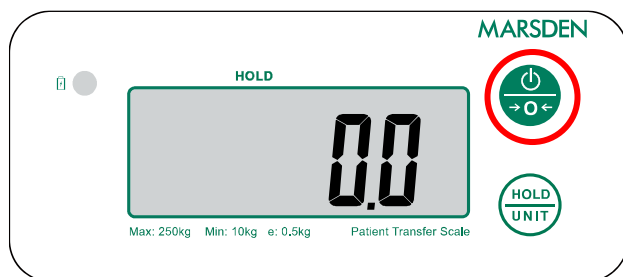 MARSDEN
HOLD
0.0
→0←
HOLD
UNIT
Max: 250kg Min: 10kg e: 0.5kg Patient Transfer Scale